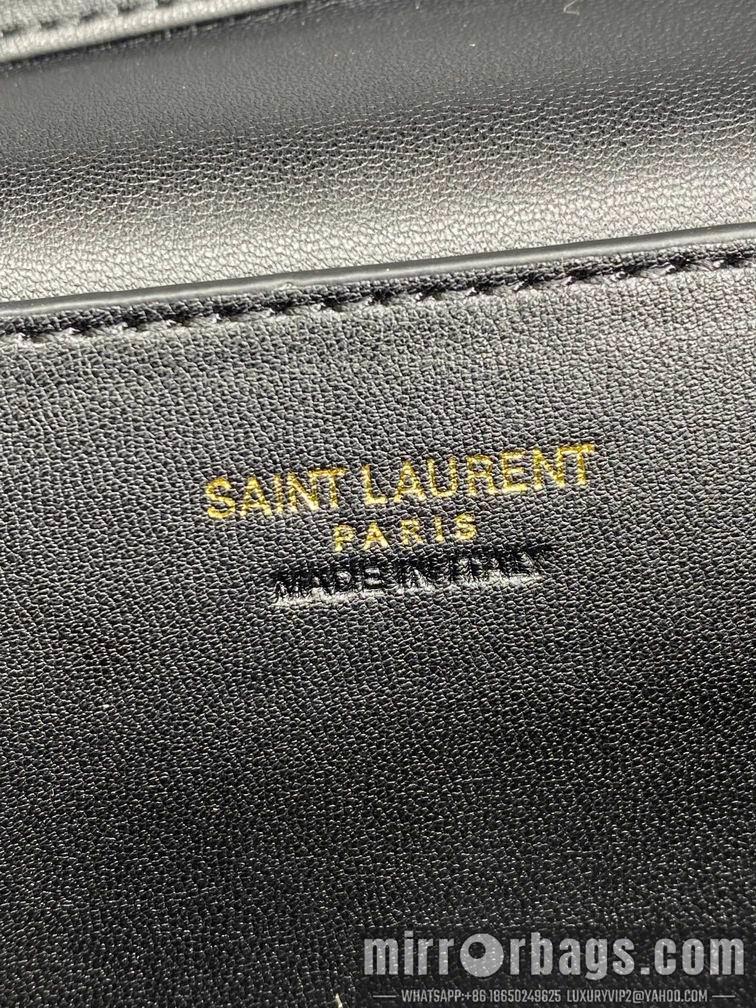 SAINT LAURENT
PARIS
MADE IN ITALY
mirrorbags.com
WHATSAPP:+86 18650249625 LUXURYVIP2@YAHOO.COM